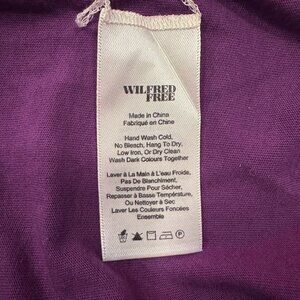 WILFRED
FREE
Made in China
Fabriqué en Chine
Hand Wash Cold,
No Bleach, Hang To Dry,
Low Iron, Or Dry Clean
Wash Dark Colours Together
Laver à La Main à L'eau Froide,
Pas De Blanchiment,
Suspendre Pour Sécher,
Repasser à Basse Température,
Ou Nettoyer à Sec
Laver Les Couleurs Foncées
Ensemble
P